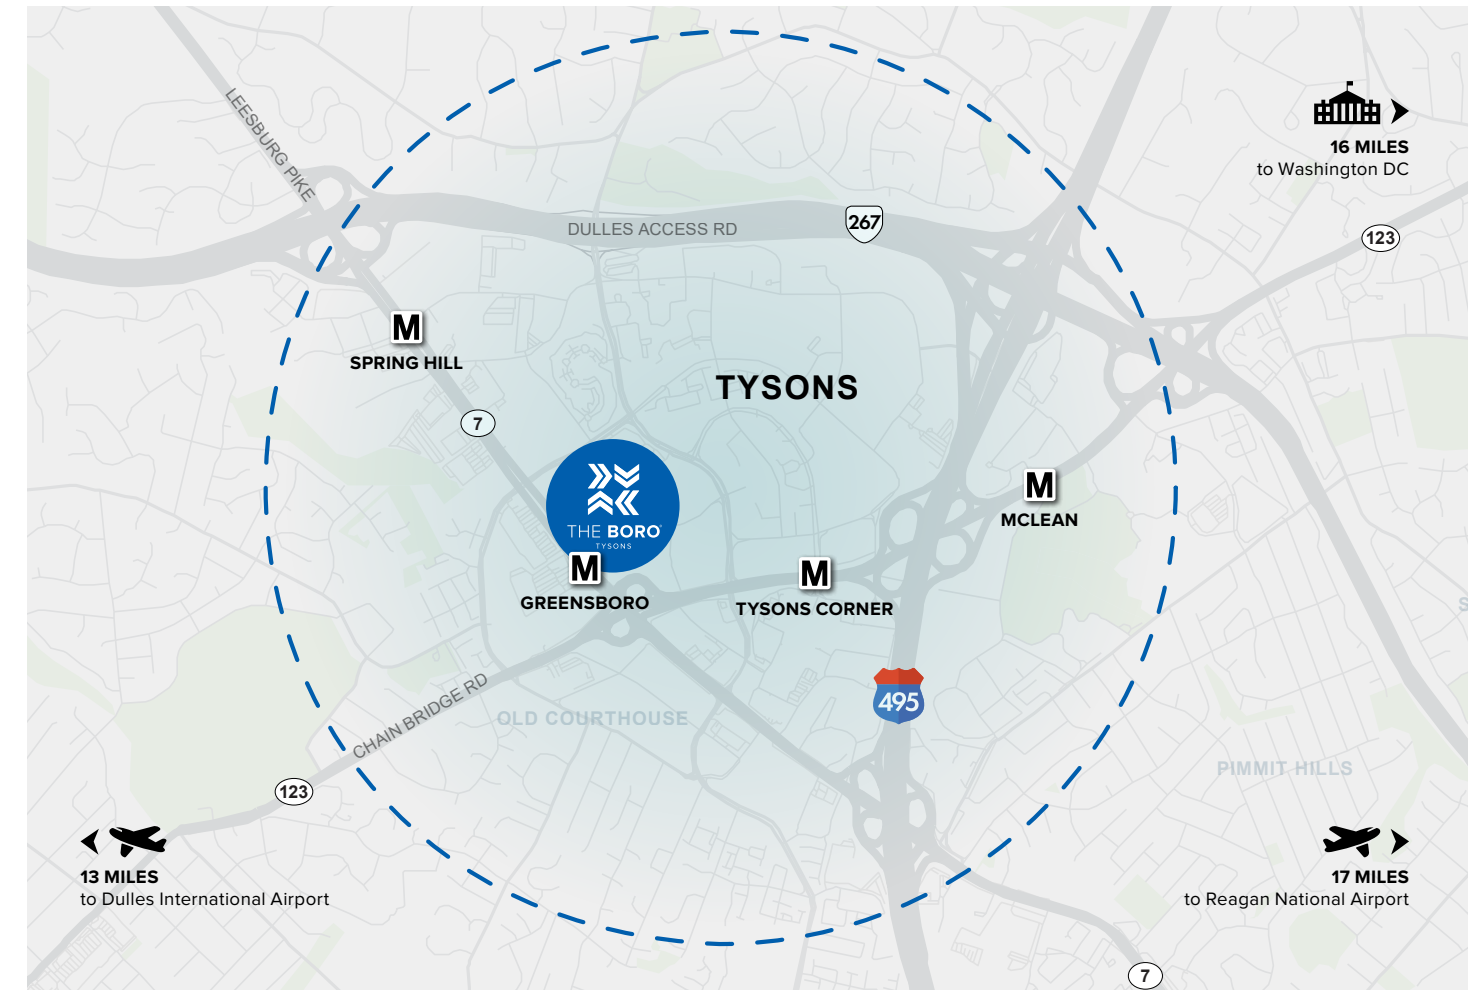 LEESBURG PIKE
16 MILES
to Washington DC
123
267
DULLES ACCESS RD
M
SPRING HILL
TYSONS
7
THE BORO
TYSONS
M
MCLEAN
M
GREENSBORO
M
TYSONS CORNER
495
CHAIN BRIDGE RD
OLD COURTHOUSE
PIMMIT HILLS
S
123
13 MILES
to Dulles International Airport
17 MILES
to Reagan National Airport
7